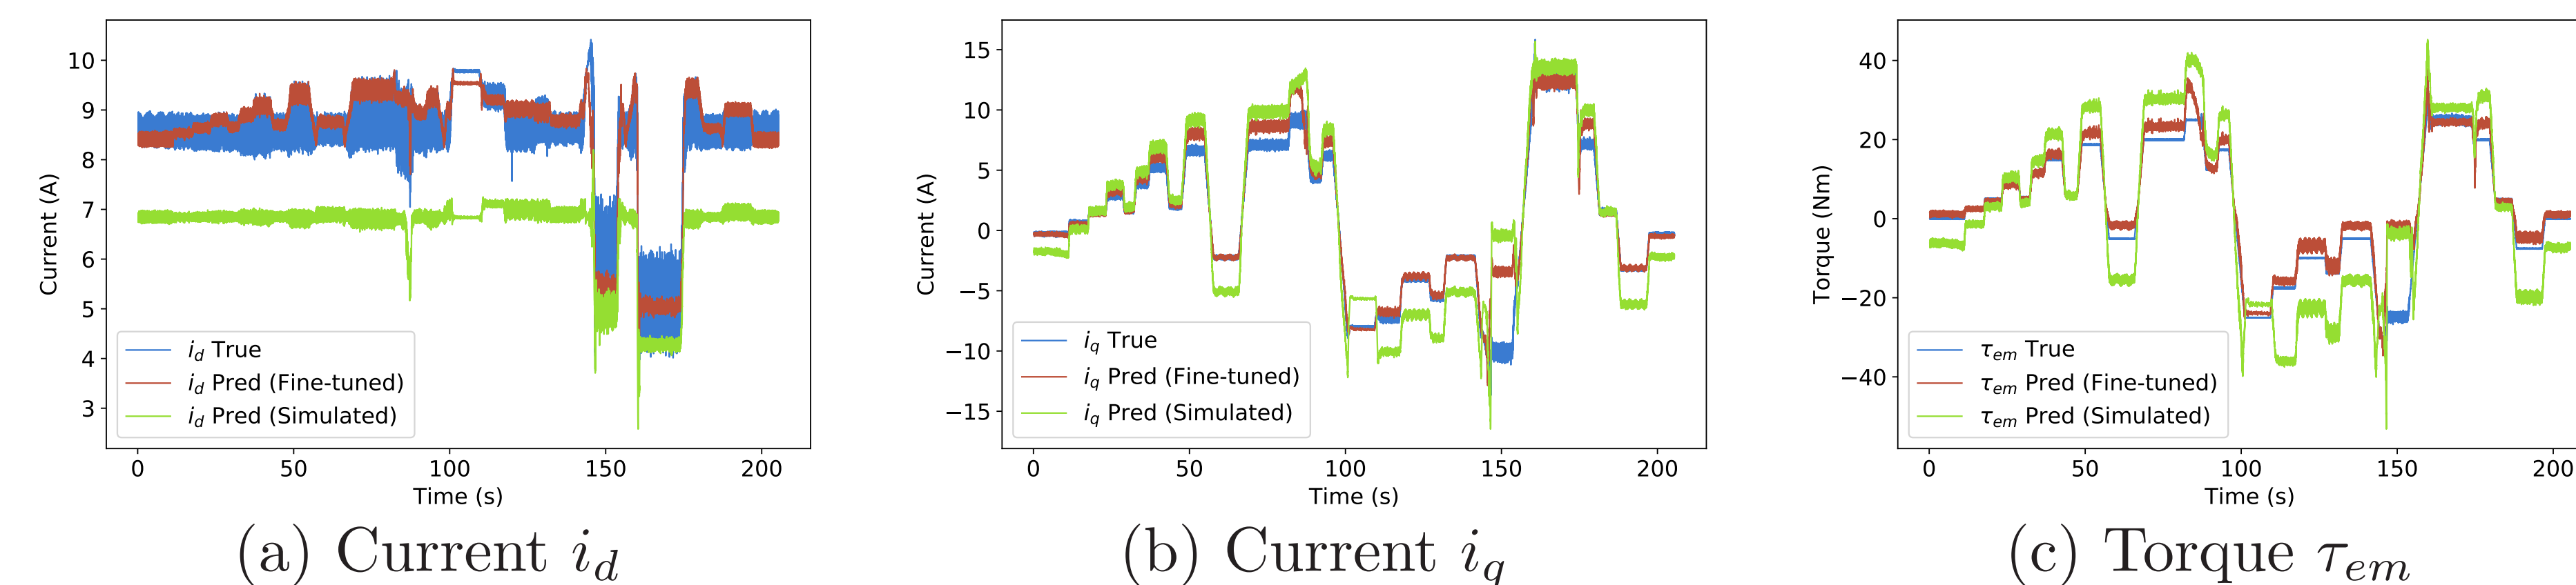 10
9
8
7
6
5
4
3
Current (A)
i_d True
i_d Pred (Fine-tuned)
i_d Pred (Simulated)
0 50 100 150 200
Time (s)
(a) Current i_d
15
10
5
0
−5
−10
−15
Current (A)
i_q True
i_q Pred (Fine-tuned)
i_q Pred (Simulated)
0 50 100 150 200
Time (s)
(b) Current i_q
40
20
0
−20
−40
Torque (Nm)
τ_em True
τ_em Pred (Fine-tuned)
τ_em Pred (Simulated)
0 50 100 150 200
Time (s)
(c) Torque τ_em